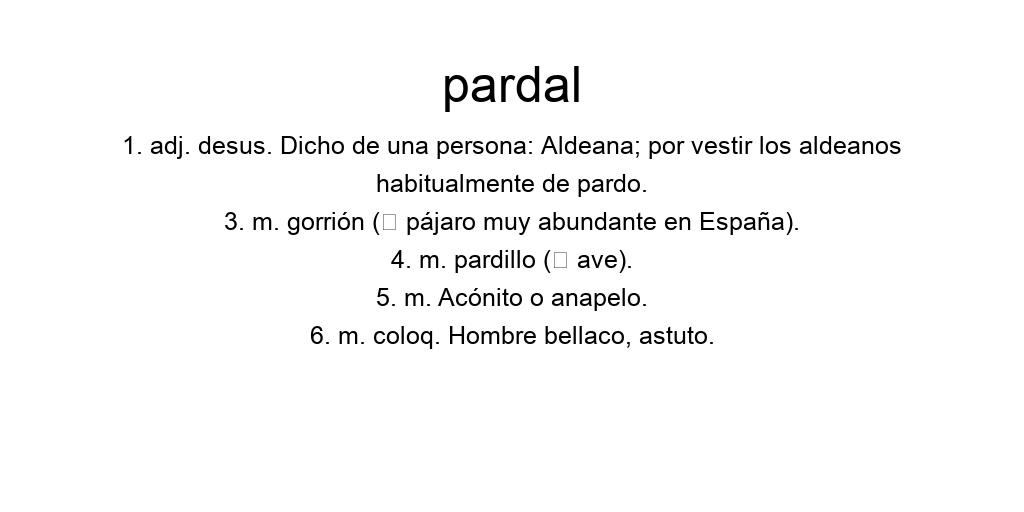 pardal
1. adj. desus. Dicho de una persona: Aldeana; por vestir los aldeanos
habitualmente de pardo.
3. m. gorrión (▯ pájaro muy abundante en España).
4. m. pardillo (▯ ave).
5. m. Acónito o anapelo.
6. m. coloq. Hombre bellaco, astuto.